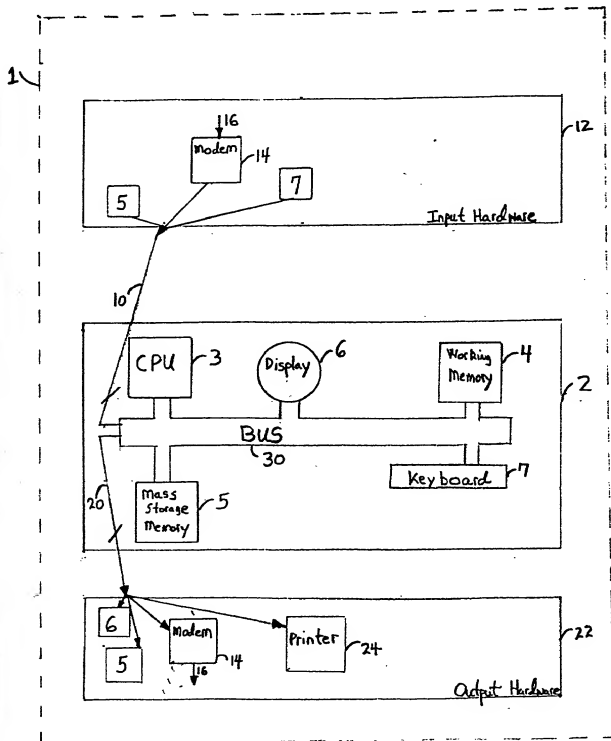 1
16
Modem
14
12
5
7
Input Hardware
10
CPU
3
Display
6
Working
Memory
4
2
BUS
30
Keyboard
7
Mass
Storage
Memory
5
20
6
5
Modem
14
16
Printer
24
22
Output Hardware